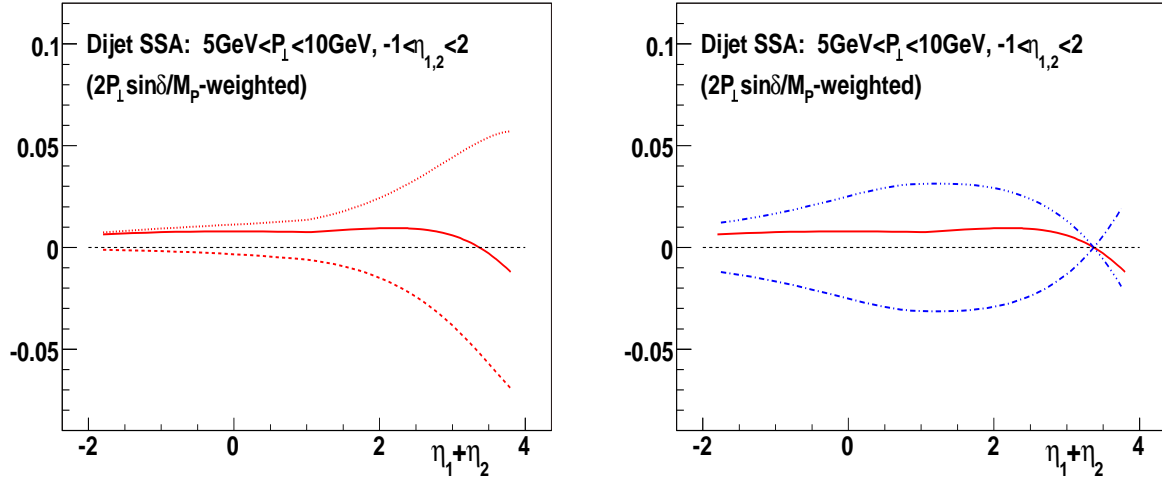 Dijet SSA: 5GeV<P⊥<10GeV, -1<η1,2<2
(2P⊥sinδ/MP-weighted)
0.1
0.05
0
-0.05
-2
0
2
4
η1+η2
Dijet SSA: 5GeV<P⊥<10GeV, -1<η1,2<2
(2P⊥sinδ/MP-weighted)
0.1
0.05
0
-0.05
-2
0
2
4
η1+η2